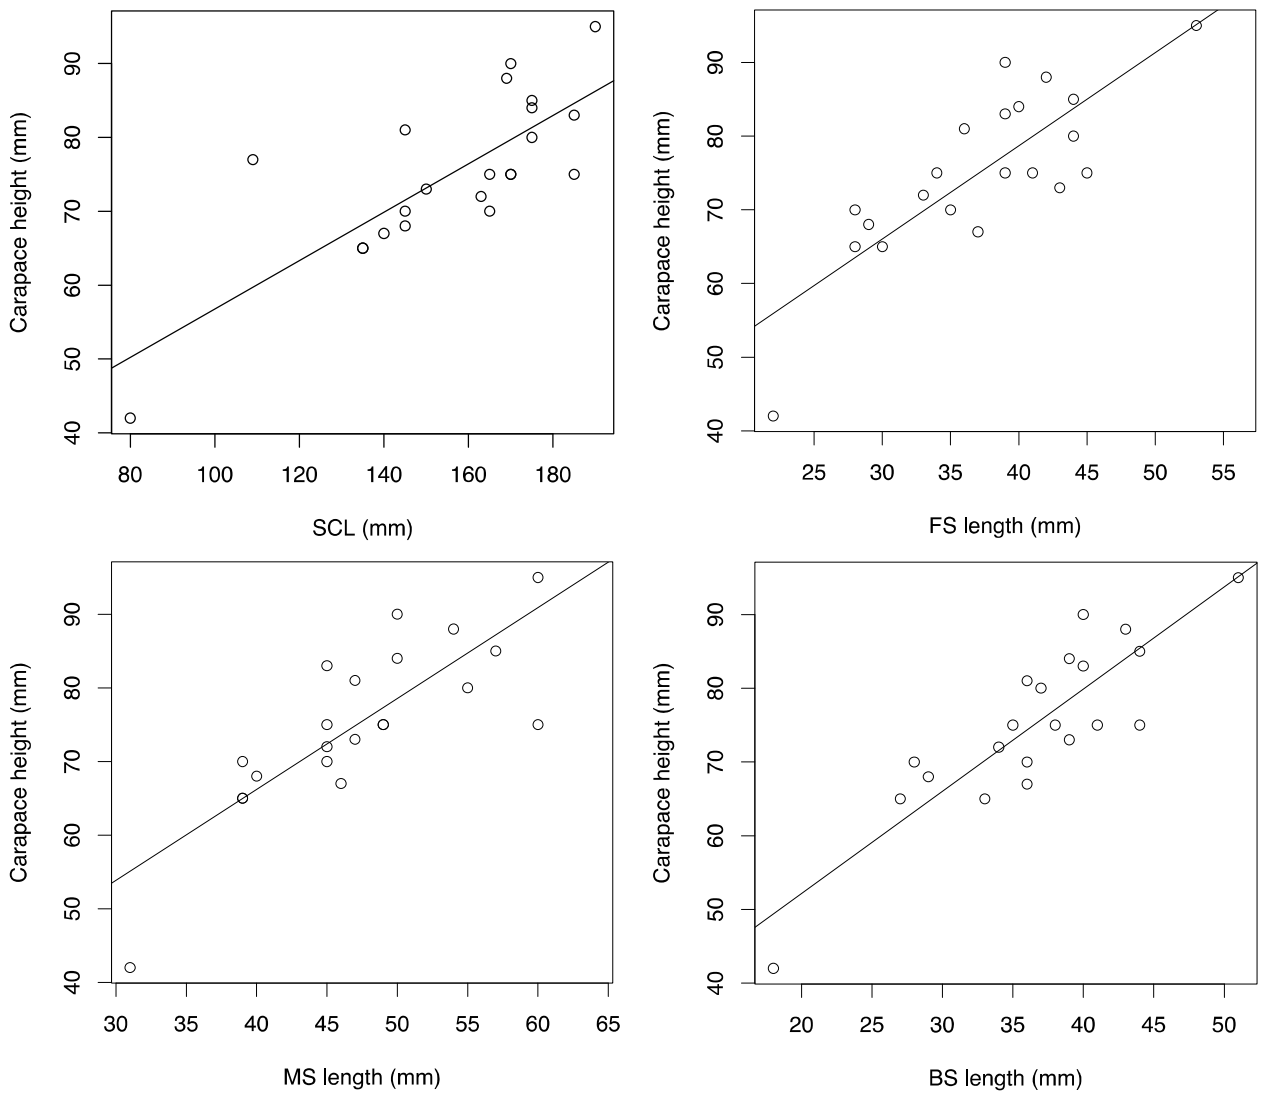 Carapace height (mm)
40 50 60 70 80 90
80 100 120 140 160 180
SCL (mm)
Carapace height (mm)
40 50 60 70 80 90
25 30 35 40 45 50 55
FS length (mm)
Carapace height (mm)
40 50 60 70 80 90
30 35 40 45 50 55 60 65
MS length (mm)
Carapace height (mm)
40 50 60 70 80 90
20 25 30 35 40 45 50
BS length (mm)